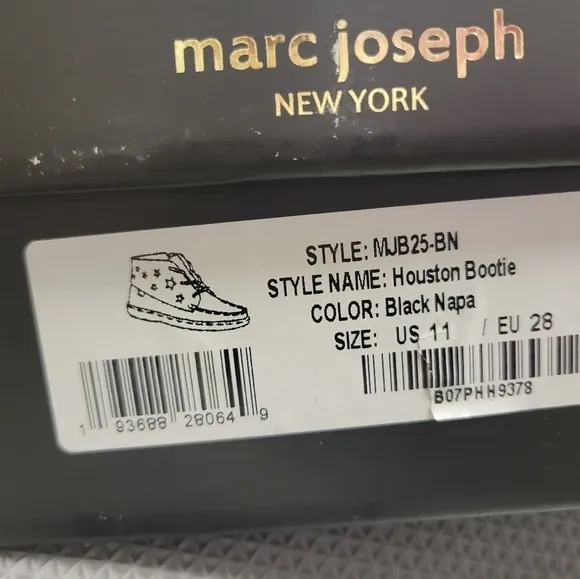 marc joseph
NEW YORK
STYLE: MJB25-BN
STYLE NAME: Houston Bootie
COLOR: Black Napa
SIZE: US 11 / EU 28
1 93688 28064 9
B07PHH9378